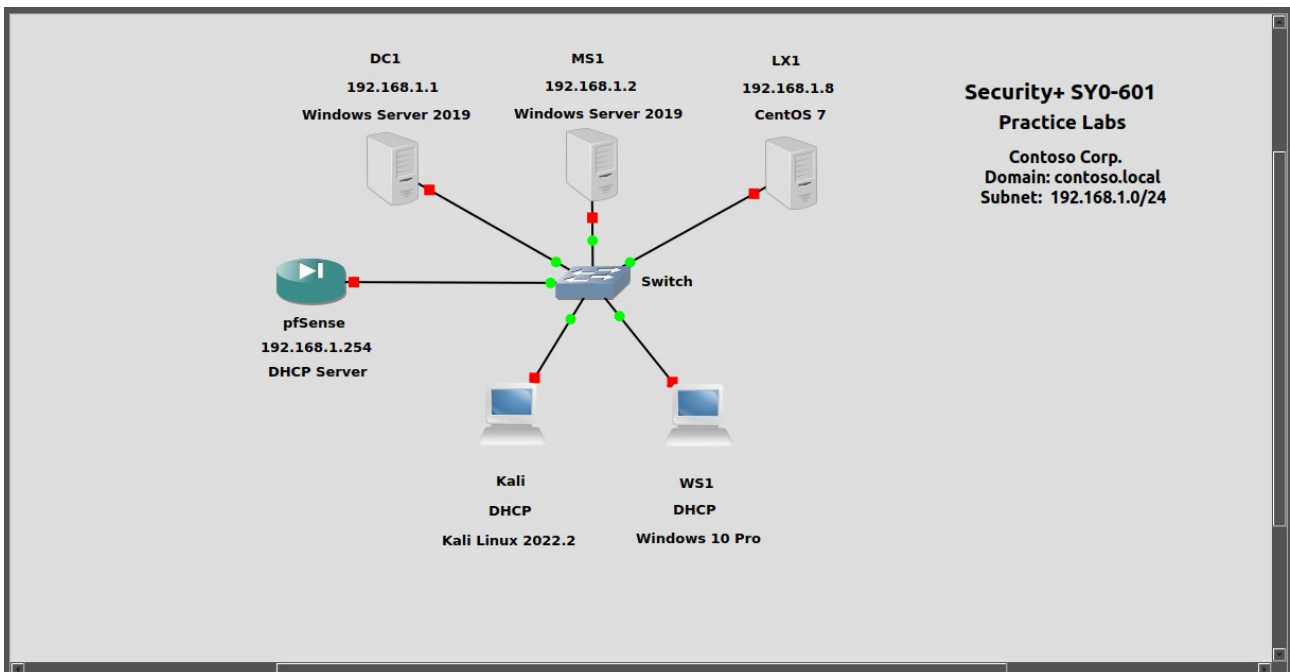 DC1
192.168.1.1
Windows Server 2019
MS1
192.168.1.2
Windows Server 2019
LX1
192.168.1.8
CentOS 7
Security+ SY0-601
Practice Labs
Contoso Corp.
Domain: contoso.local
Subnet: 192.168.1.0/24
Switch
pfSense
192.168.1.254
DHCP Server
Kali
DHCP
Kali Linux 2022.2
WS1
DHCP
Windows 10 Pro